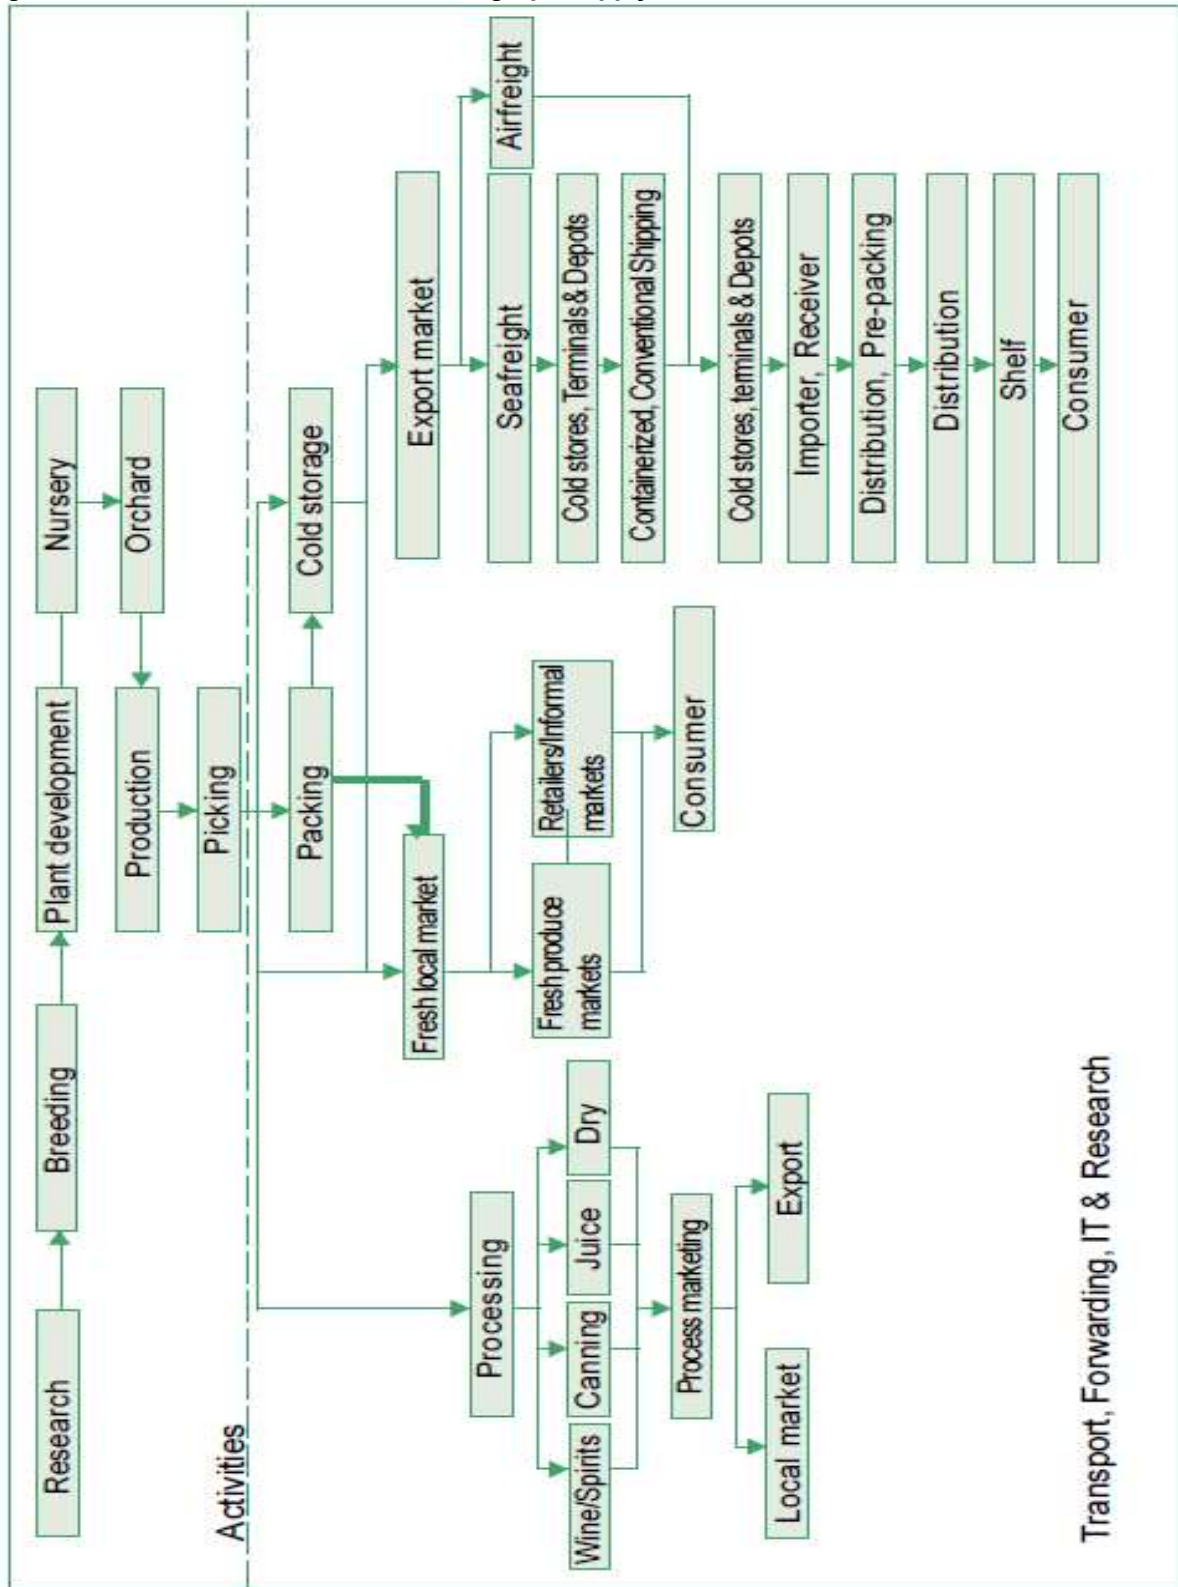 Research
Breeding
Plant development
Nursery
Orchard
Production
Picking
Activities
Packing
Cold storage
Processing
Fresh local market
Export market
Wine/Spirits
Canning
Juice
Dry
Fresh produce
markets
Retailers/Informal
markets
Seafreight
Airfreight
Cold stores, Terminals & Depots
Containerized, Conventional Shipping
Process marketing
Consumer
Cold stores, terminals & Depots
Local market
Export
Importer, Receiver
Distribution, Pre-packing
Distribution
Shelf
Consumer
Transport, Forwarding, IT & Research